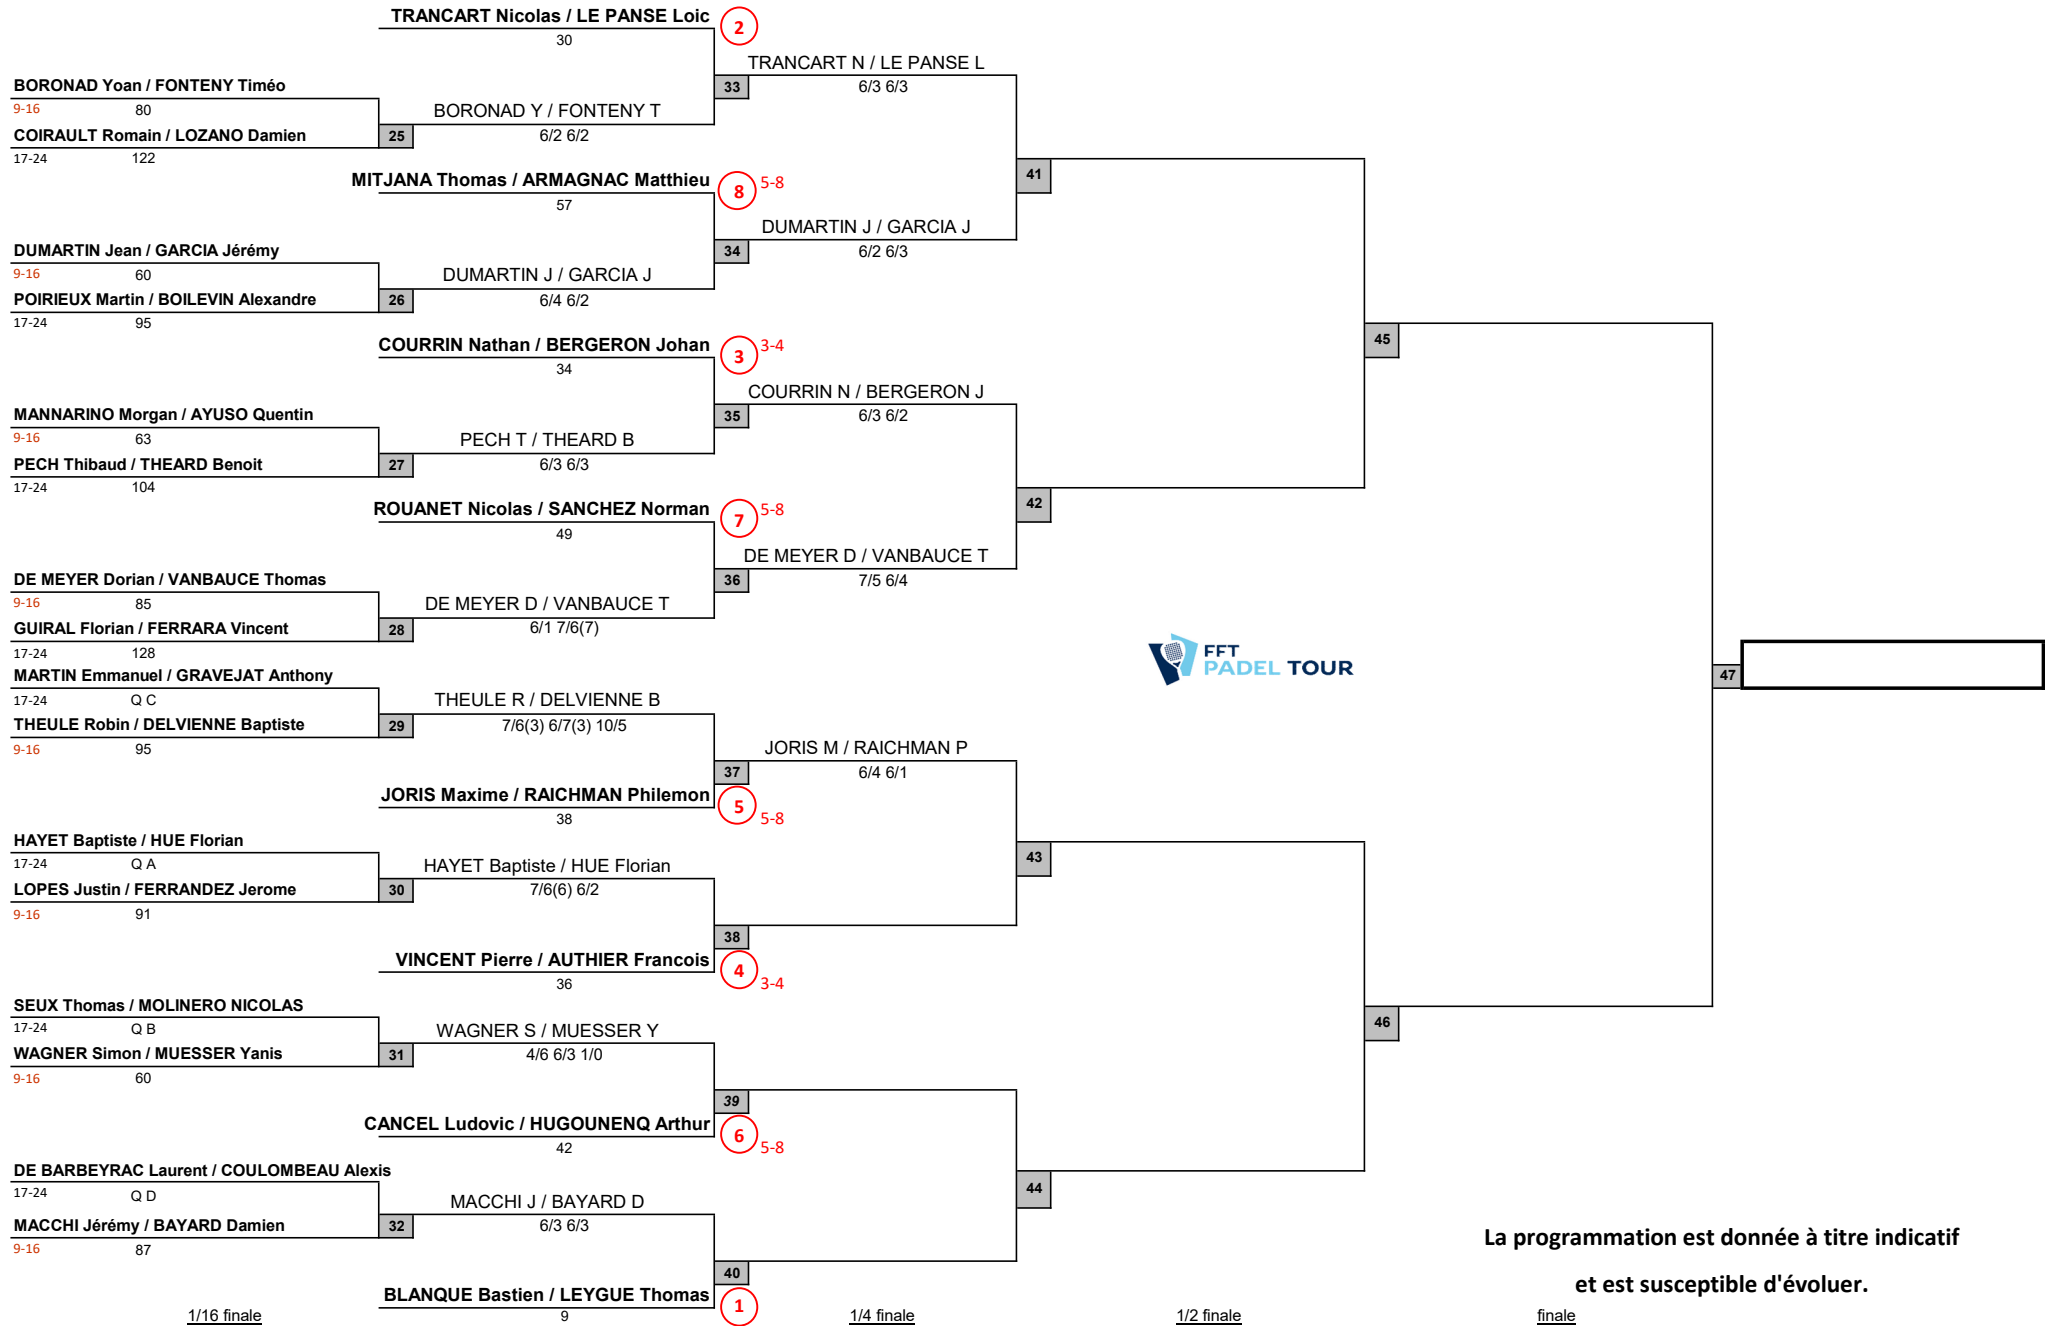 TRANCART Nicolas / LE PANSE Loic
2
30
TRANCART N / LE PANSE L
BORONAD Yoan / FONTENY Timéo
33
6/3 6/3
9-16
80
BORONAD Y / FONTENY T
COIRAULT Romain / LOZANO Damien
25
6/2 6/2
17-24
122
MITJANA Thomas / ARMAGNAC Matthieu
8
5-8
41
57
DUMARTIN J / GARCIA J
DUMARTIN Jean / GARCIA Jérémy
34
6/2 6/3
9-16
60
DUMARTIN J / GARCIA J
POIRIEUX Martin / BOILEVIN Alexandre
26
6/4 6/2
17-24
95
COURRIN Nathan / BERGERON Johan
3
3-4
45
34
COURRIN N / BERGERON J
MANNARINO Morgan / AYUSO Quentin
35
6/3 6/2
9-16
63
PECH T / THEARD B
PECH Thibaud / THEARD Benoit
27
6/3 6/3
17-24
104
ROUANET Nicolas / SANCHEZ Norman
7
5-8
42
49
DE MEYER D / VANBAUCE T
DE MEYER Dorian / VANBAUCE Thomas
36
7/5 6/4
9-16
85
DE MEYER D / VANBAUCE T
GUIRAL Florian / FERRARA Vincent
28
6/1 7/6(7)
17-24
128
FFT
PADEL TOUR
47
MARTIN Emmanuel / GRAVEJAT Anthony
17-24
Q C
THEULE R / DELVIENNE B
THEULE Robin / DELVIENNE Baptiste
29
7/6(3) 6/7(3) 10/5
9-16
95
JORIS M / RAICHMAN P
37
6/4 6/1
JORIS Maxime / RAICHMAN Philemon
5
5-8
38
HAYET Baptiste / HUE Florian
43
17-24
Q A
HAYET Baptiste / HUE Florian
LOPES Justin / FERRANDEZ Jerome
30
7/6(6) 6/2
9-16
91
38
VINCENT Pierre / AUTHIER Francois
4
3-4
36
SEUX Thomas / MOLINERO NICOLAS
46
17-24
Q B
WAGNER S / MUESSER Y
WAGNER Simon / MUESSER Yanis
31
4/6 6/3 1/0
9-16
60
39
CANCEL Ludovic / HUGOUNENQ Arthur
6
5-8
42
DE BARBEYRAC Laurent / COULOMBEAU Alexis
44
17-24
Q D
MACCHI J / BAYARD D
MACCHI Jérémy / BAYARD Damien
32
6/3 6/3
9-16
87
40
BLANQUE Bastien / LEYGUE Thomas
1
9
La programmation est donnée à titre indicatif
et est susceptible d'évoluer.
1/16 finale
1/4 finale
1/2 finale
finale